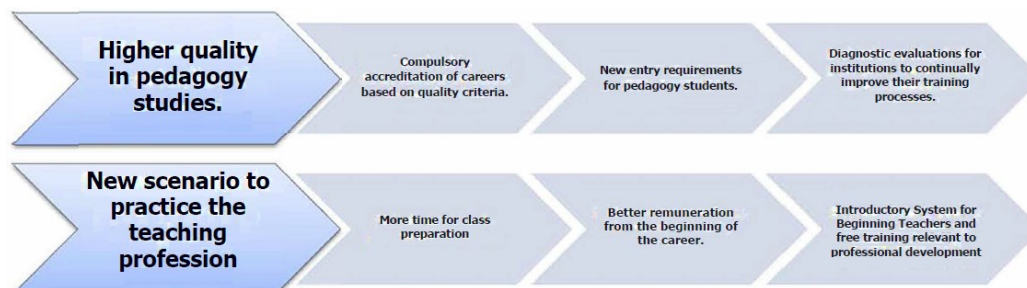 Higher quality
in pedagogy
studies.
Compulsory
accreditation of careers
based on quality criteria.
New entry requirements
for pedagogy students.
Diagnostic evaluations for
institutions to continually
improve their training
processes.
New scenario to
practice the
teaching
profession
More time for class
preparation
Better remuneration
from the beginning of
the career.
Introductory System for
Beginning Teachers and
free training relevant to
professional development